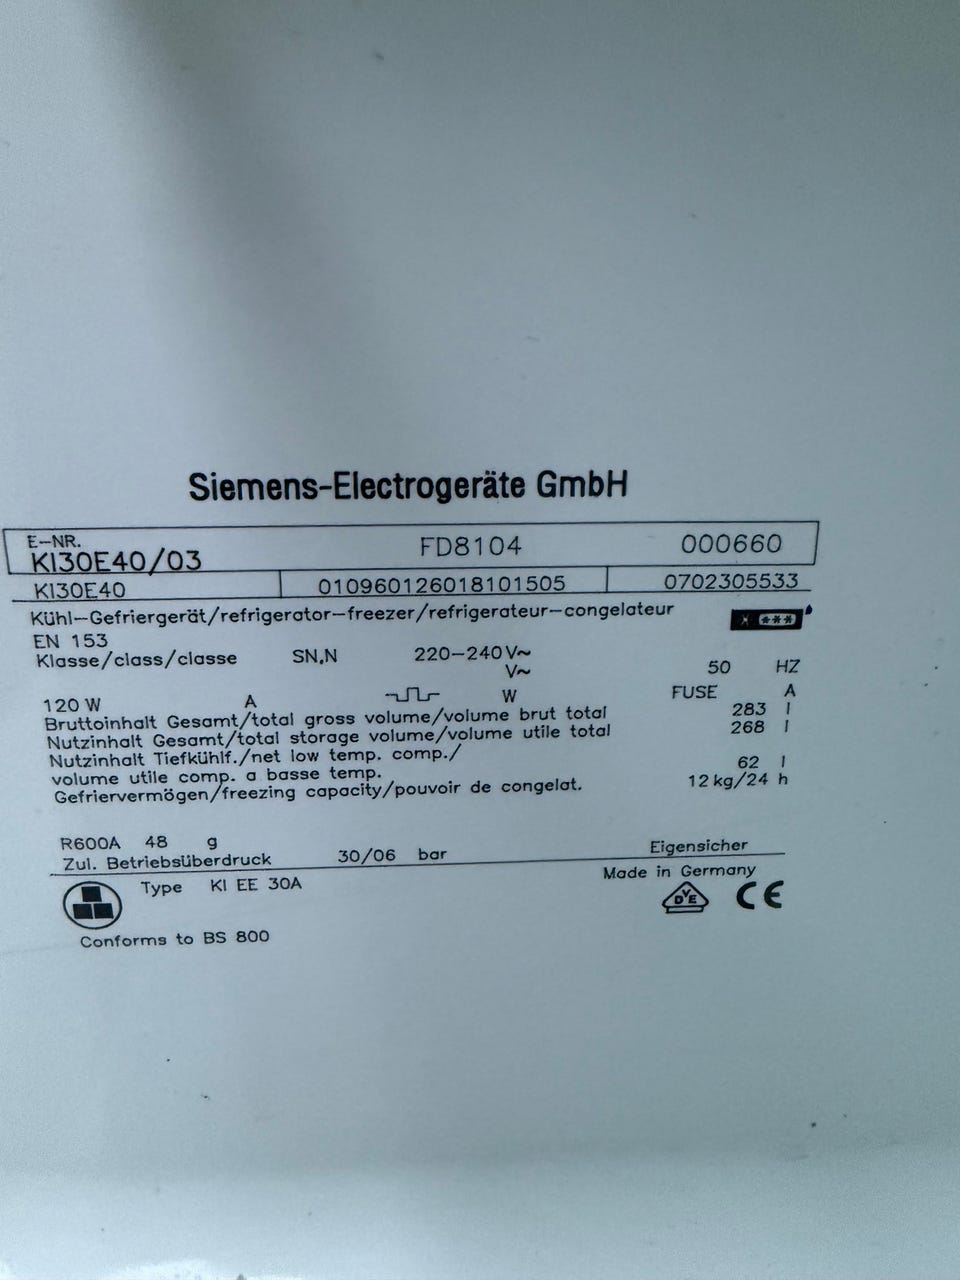 Siemens-Electrogeräte GmbH
E-NR.
KI30E40/03 FD8104 000660
KI30E40 010960126018101505 0702305533
Kühl-Gefriergerät/refrigerator-freezer/refrigerateur-congelateur
EN 153
Klasse/class/classe SN,N 220-240V~
V~ 50 HZ
120 W A W FUSE A
Bruttoinhalt Gesamt/total gross volume/volume brut total 283 l
Nutzinhalt Gesamt/total storage volume/volume utile total 268 l
Nutzinhalt Tiefkühlf./net low temp. comp./
volume utile comp. a basse temp. 62 l
Gefriervermögen/freezing capacity/pouvoir de congelat. 12kg/24 h
R600A 48 g
Zul. Betriebsüberdruck 30/06 bar Eigensicher
Type KI EE 30A Made in Germany
DVE CE
Conforms to BS 800